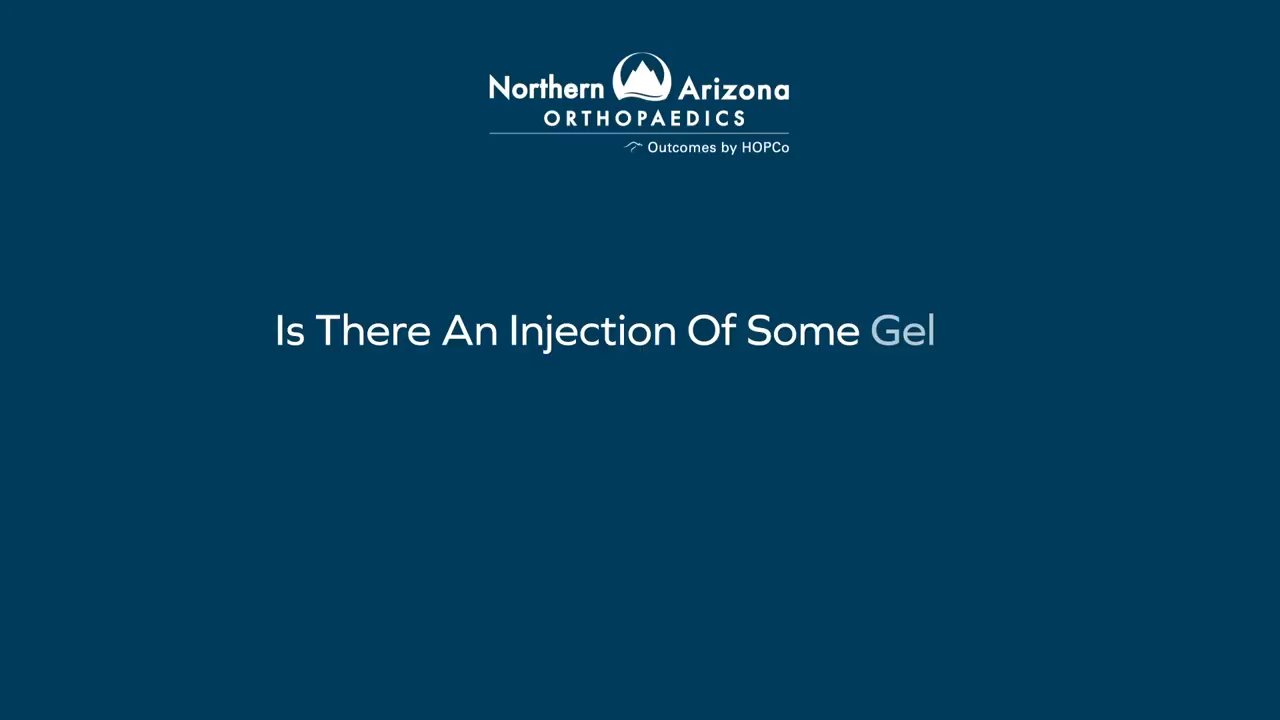 Northern Arizona
ORTHOPAEDICS
Outcomes by HOPCo
Is There An Injection Of Some Gel